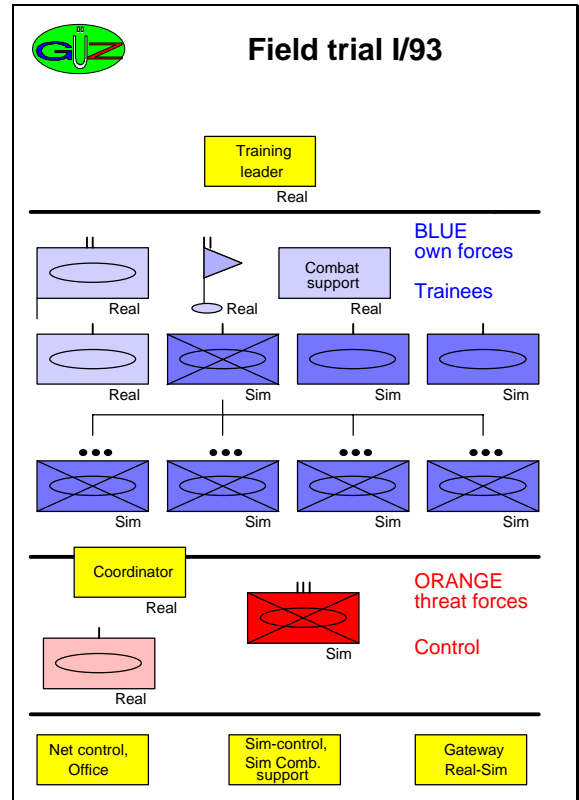 GÜZ
Field trial I/93
Training
leader
Real
BLUE
own forces
Trainees
Combat
support
Real
Real
Real
Real
Sim
Sim
Sim
Sim
Sim
Sim
Sim
Coordinator
Real
ORANGE
threat forces
Control
Sim
Real
Net control,
Office
Sim-control,
Sim Comb.
support
Gateway
Real-Sim